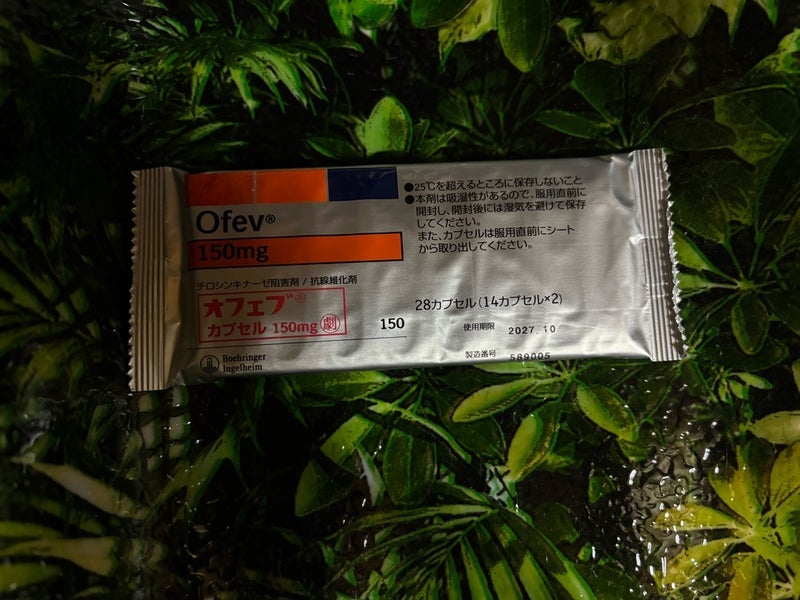 Ofev®
150mg
チロシンキナーゼ阻害剤 / 抗線維化剤
オフェブ®
カプセル 150mg 劇
150
Boehringer
Ingelheim
●25℃を超えるところに保存しないこと
●本剤は吸湿性があるので、服用直前に
開封し、開封後には湿気を避けて保存
してください。
また、カプセルは服用直前にシート
から取り出してください。
28カプセル(14カプセル×2)
使用期限 2027.10
製造番号 589005